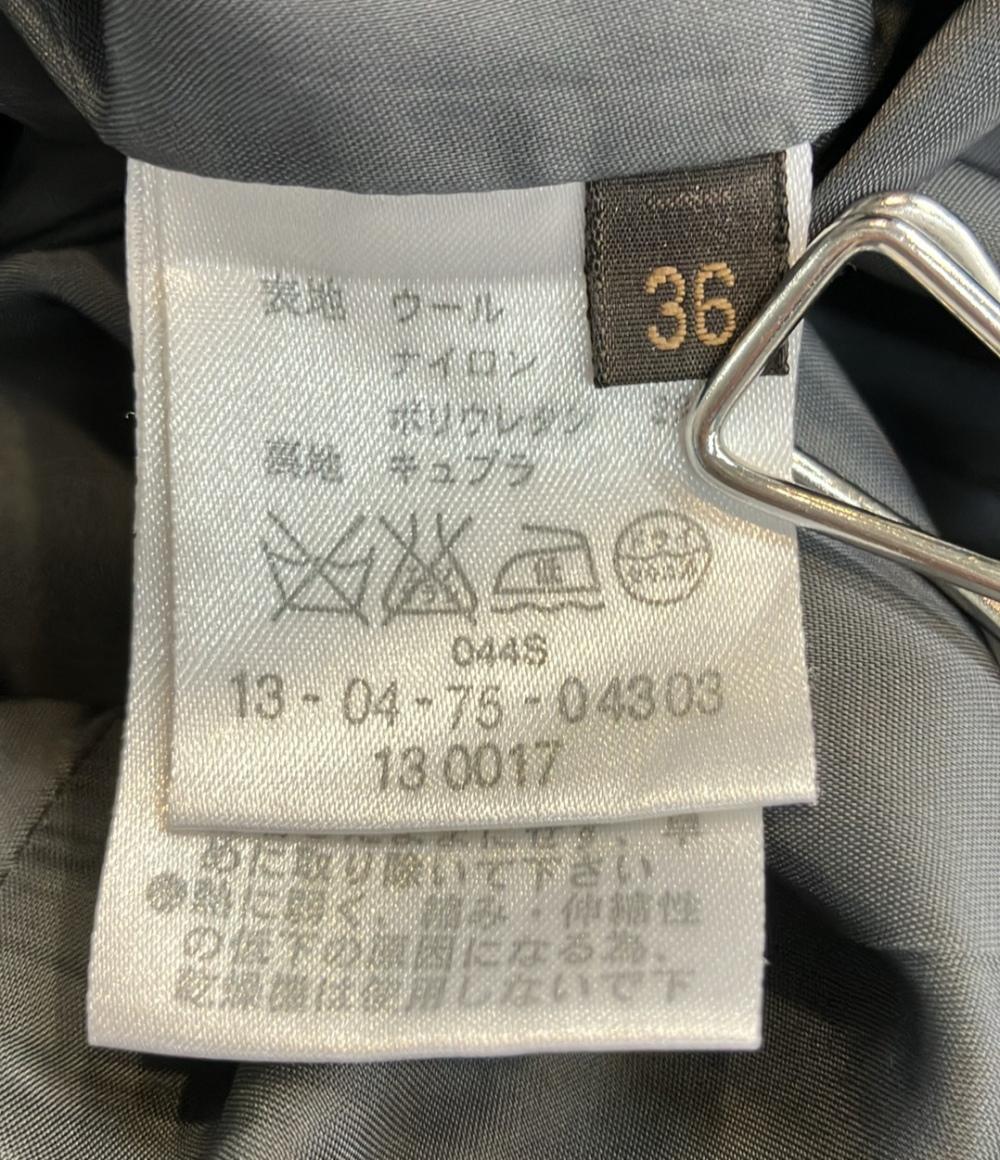 36
表地 ウール
ナイロン
ポリウレタン
裏地 キュプラ
中
044S
13-04-75-04303
13 0017
めに取り除いて下さい
熱に弱く、縮み・伸縮性
の低下の原因になる為、
乾燥機は使用しないで下